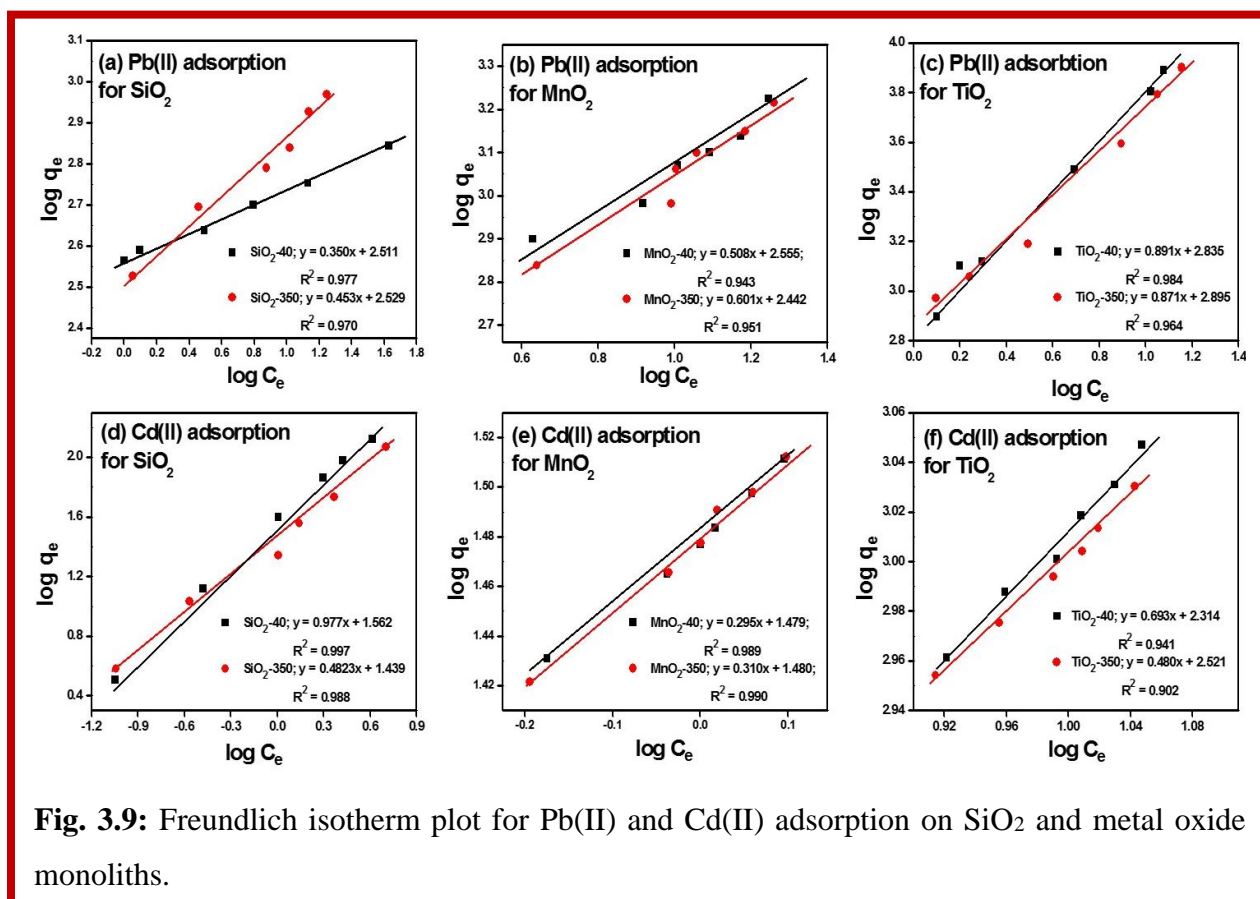 (a) Pb(II) adsorption
for SiO₂
log qₑ
3.1
3.0
2.9
2.8
2.7
2.6
2.5
2.4
SiO₂-40; y = 0.350x + 2.511
R² = 0.977
SiO₂-350; y = 0.453x + 2.529
R² = 0.970
-0.2 0.0 0.2 0.4 0.6 0.8 1.0 1.2 1.4 1.6 1.8
log Cₑ
(b) Pb(II) adsorption
for MnO₂
log qₑ
3.3
3.2
3.1
3.0
2.9
2.8
2.7
MnO₂-40; y = 0.508x + 2.555;
R² = 0.943
MnO₂-350; y = 0.601x + 2.442
R² = 0.951
0.6 0.8 1.0 1.2 1.4
log Cₑ
(c) Pb(II) adsorbtion
for TiO₂
log qₑ
4.0
3.8
3.6
3.4
3.2
3.0
2.8
TiO₂-40; y = 0.891x + 2.835
R² = 0.984
TiO₂-350; y = 0.871x + 2.895
R² = 0.964
0.0 0.2 0.4 0.6 0.8 1.0 1.2 1.4
log Cₑ
(d) Cd(II) adsorption
for SiO₂
log qₑ
2.0
1.6
1.2
0.8
0.4
SiO₂-40; y = 0.977x + 1.562
R² = 0.997
SiO₂-350; y = 0.4823x + 1.439
R² = 0.988
-1.2 -0.9 -0.6 -0.3 0.0 0.3 0.6 0.9
log Cₑ
(e) Cd(II) adsorption
for MnO₂
log qₑ
1.52
1.50
1.48
1.46
1.44
1.42
MnO₂-40; y = 0.295x + 1.479;
R² = 0.989
MnO₂-350; y = 0.310x + 1.480;
R² = 0.990
-0.2 -0.1 0.0 0.1
log Cₑ
(f) Cd(II) adsorption
for TiO₂
log qₑ
3.06
3.04
3.02
3.00
2.98
2.96
2.94
TiO₂-40; y = 0.693x + 2.314
R² = 0.941
TiO₂-350; y = 0.480x + 2.521
R² = 0.902
0.92 0.96 1.00 1.04 1.08
log Cₑ
Fig. 3.9: Freundlich isotherm plot for Pb(II) and Cd(II) adsorption on SiO₂ and metal oxide
monoliths.